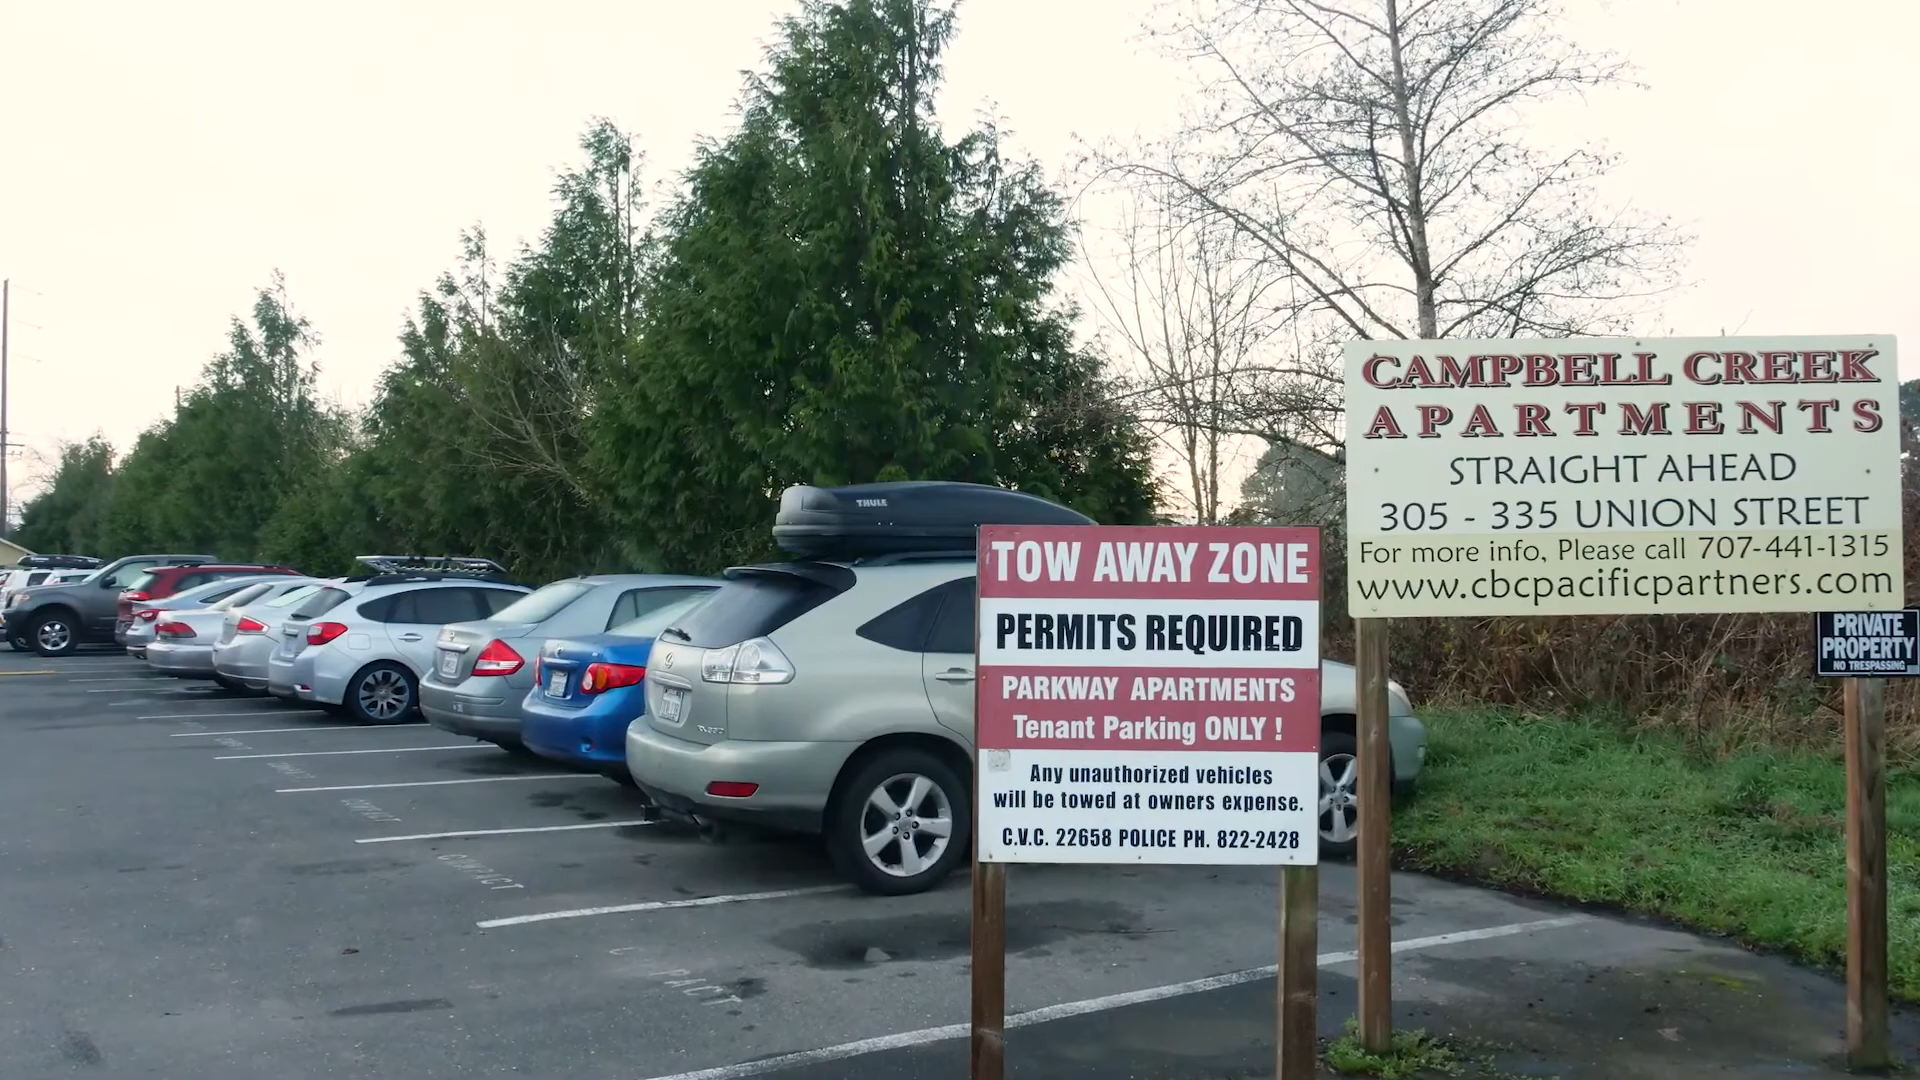 THULE
CAMPBELL CREEK
APARTMENTS
STRAIGHT AHEAD
305 - 335 UNION STREET
For more info, Please call 707-441-1315
www.cbcpacificpartners.com
PRIVATE
PROPERTY
NO TRESPASSING
TOW AWAY ZONE
PERMITS REQUIRED
PARKWAY APARTMENTS
Tenant Parking ONLY !
Any unauthorized vehicles
will be towed at owners expense.
C.V.C. 22658 POLICE PH. 822-2428
COMPACT